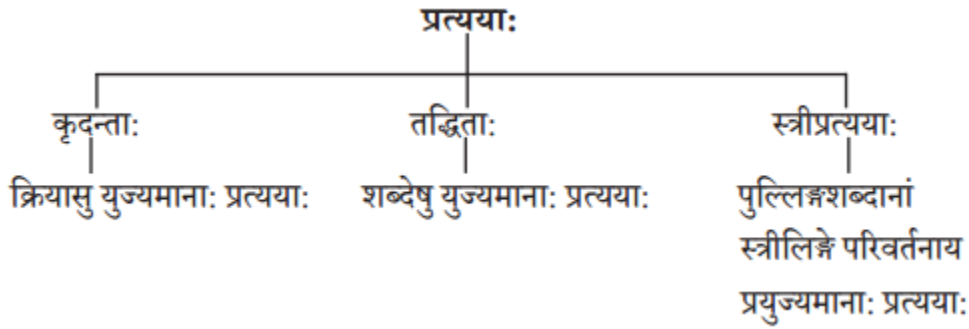 प्रत्यया:
कृदन्ता: तद्धिता: स्त्रीप्रत्यया:
क्रियासु युज्यमाना: प्रत्यया: शब्देषु युज्यमाना: प्रत्यया: पुल्लिङ्गशब्दानां
स्त्रीलिङ्गे परिवर्तनाय
प्रयुज्यमाना: प्रत्यया: